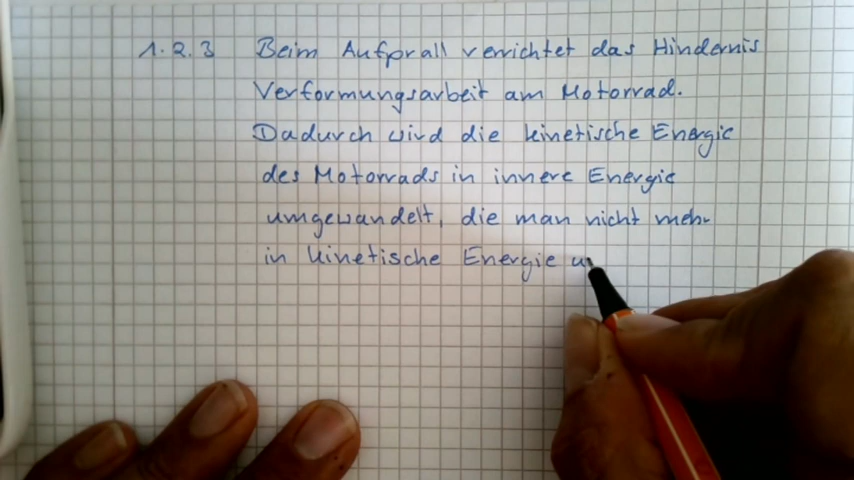 1.2.3 Beim Aufprall verrichtet das Hindernis
Verformungsarbeit am Motorrad.
Dadurch wird die kinetische Energie
des Motorrads in innere Energie
umgewandelt, die man nicht mehr
in kinetische Energie u